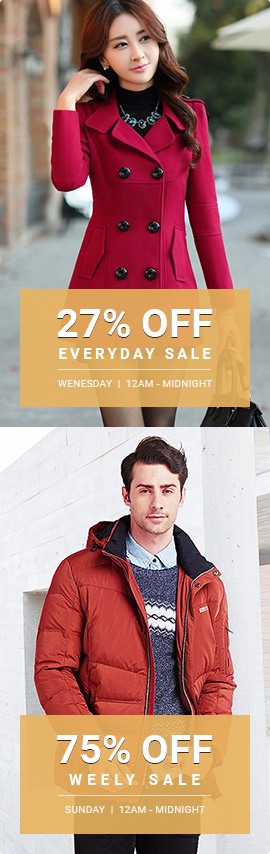 27% OFF
EVERYDAY SALE
WENESDAY | 12AM - MIDNIGHT
75% OFF
WEELY SALE
SUNDAY | 12AM - MIDNIGHT